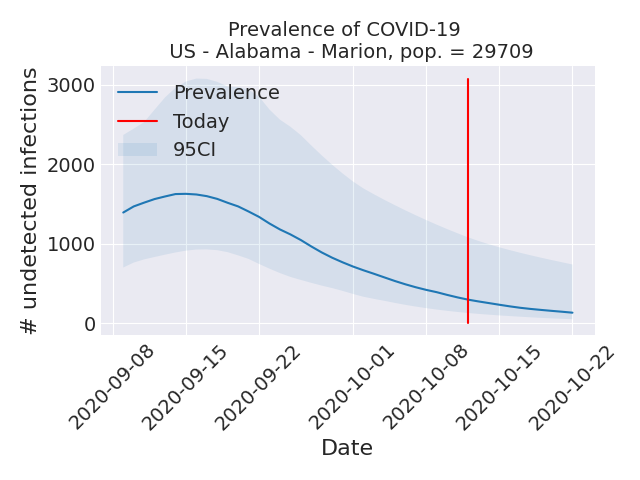 Prevalence of COVID-19
US - Alabama - Marion, pop. = 29709
# undetected infections
3000
2000
1000
0
Prevalence
Today
95CI
2020-09-08
2020-09-15
2020-09-22
2020-10-01
2020-10-08
2020-10-15
2020-10-22
Date